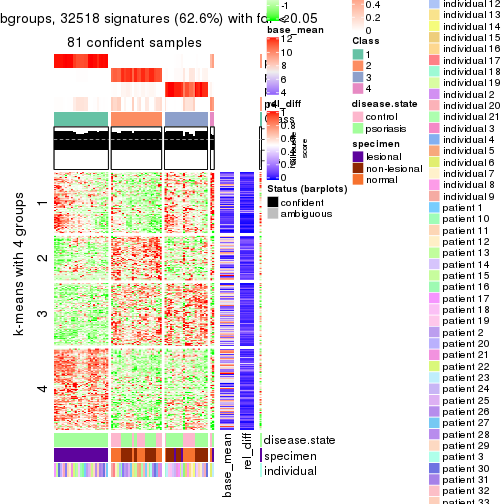 bgroups, 32518 signatures (62.6%) with fdr < 0.05
81 confident samples
k-means with 4 groups
1
2
3
4
base_mean
rel_diff
disease.state
specimen
individual
-1
base_mean
12
10
8
6
4
rel_diff
1
0.8
0.6
0.4
0.2
0
Silhouette
score
Status (barplots)
confident
ambiguous
0.4
0.2
0
Class
1
2
3
4
disease.state
control
psoriasis
specimen
lesional
non-lesional
normal
individual 12
individual 13
individual 14
individual 15
individual 16
individual 17
individual 18
individual 19
individual 2
individual 20
individual 21
individual 3
individual 4
individual 5
individual 6
individual 7
individual 8
individual 9
patient 1
patient 10
patient 11
patient 12
patient 13
patient 14
patient 15
patient 16
patient 17
patient 18
patient 19
patient 2
patient 20
patient 21
patient 22
patient 23
patient 24
patient 25
patient 26
patient 27
patient 28
patient 29
patient 3
patient 30
patient 31
patient 32
patient 33